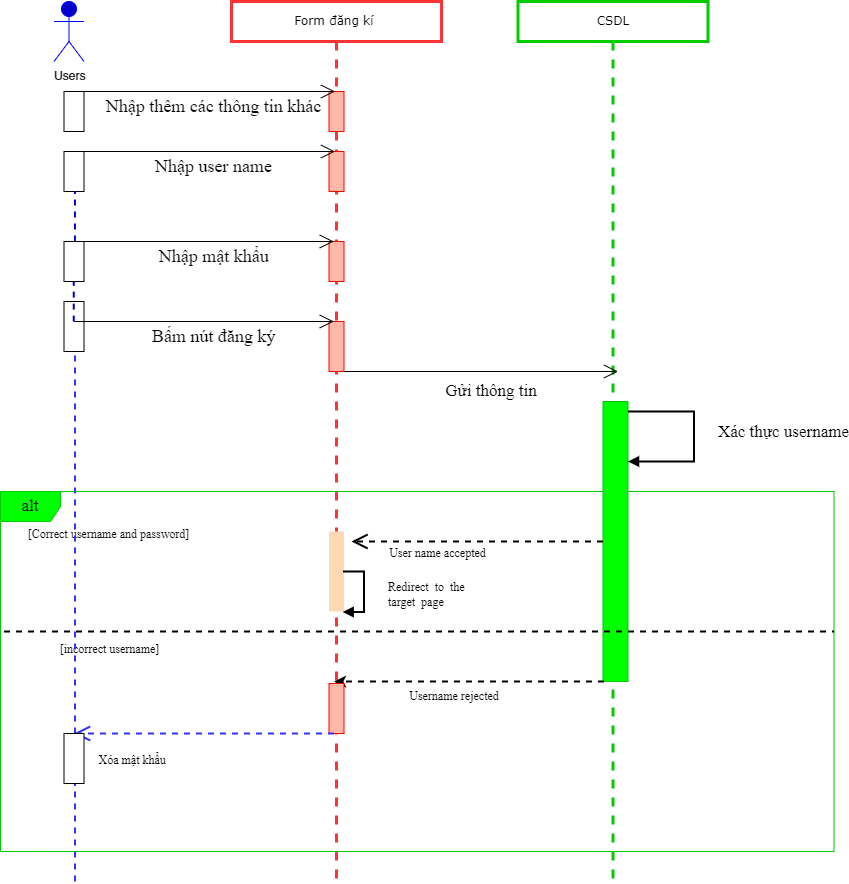 Form đăng kí
CSDL
Users
Nhập thêm các thông tin khác
Nhập user name
Nhập mật khẩu
Bấm nút đăng ký
Gửi thông tin
Xác thực username
alt
[Correct username and password]
User name accepted
Redirect to the
target page
[incorrect username]
Username rejected
Xóa mật khẩu